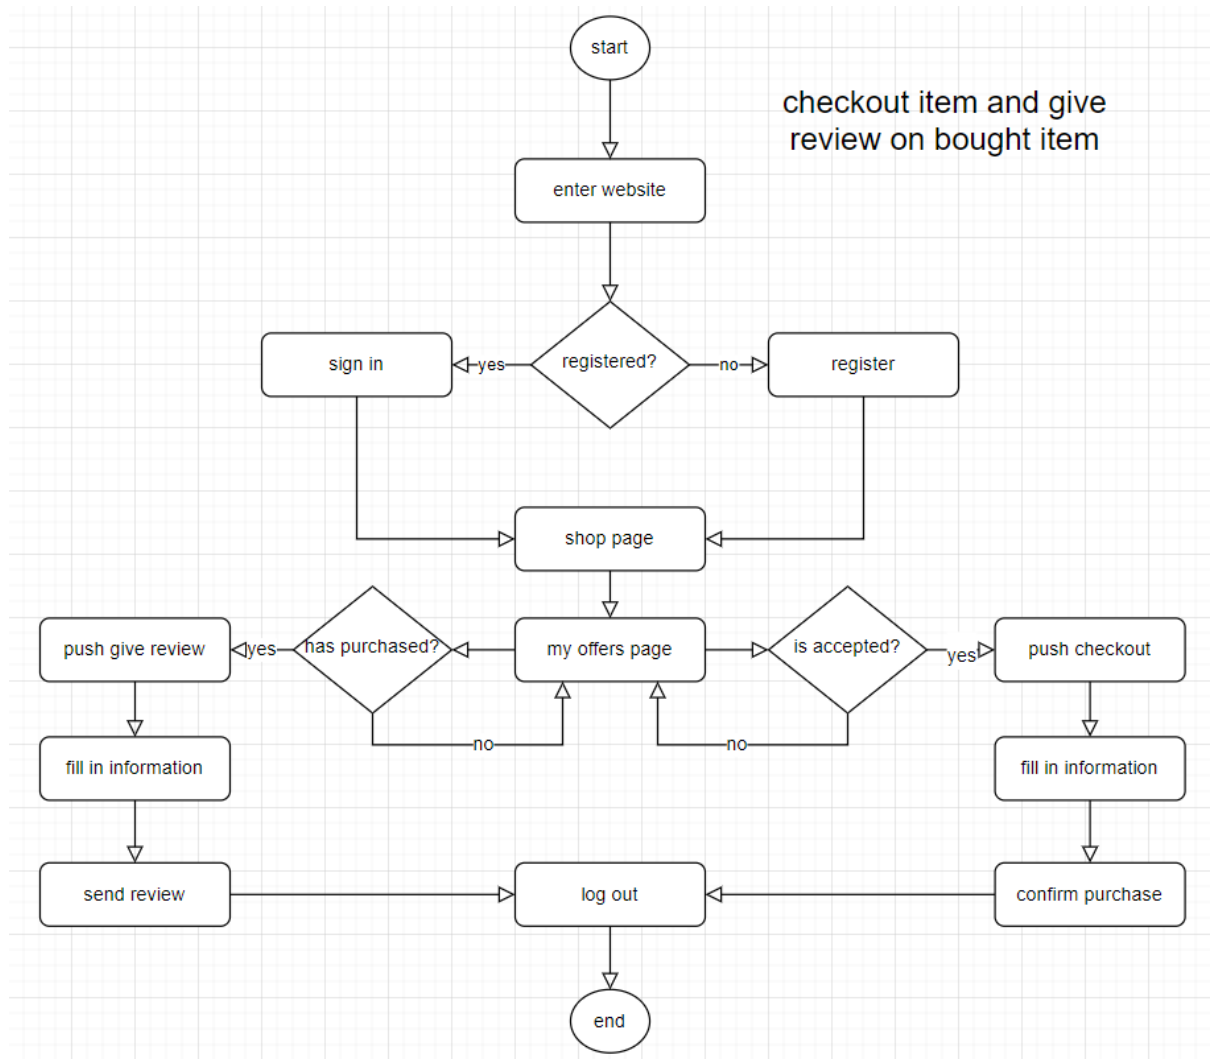 start
checkout item and give
review on bought item
enter website
sign in
yes
registered?
no
register
shop page
push give review
yes
has purchased?
my offers page
is accepted?
yes
push checkout
no
no
fill in information
fill in information
send review
log out
confirm purchase
end